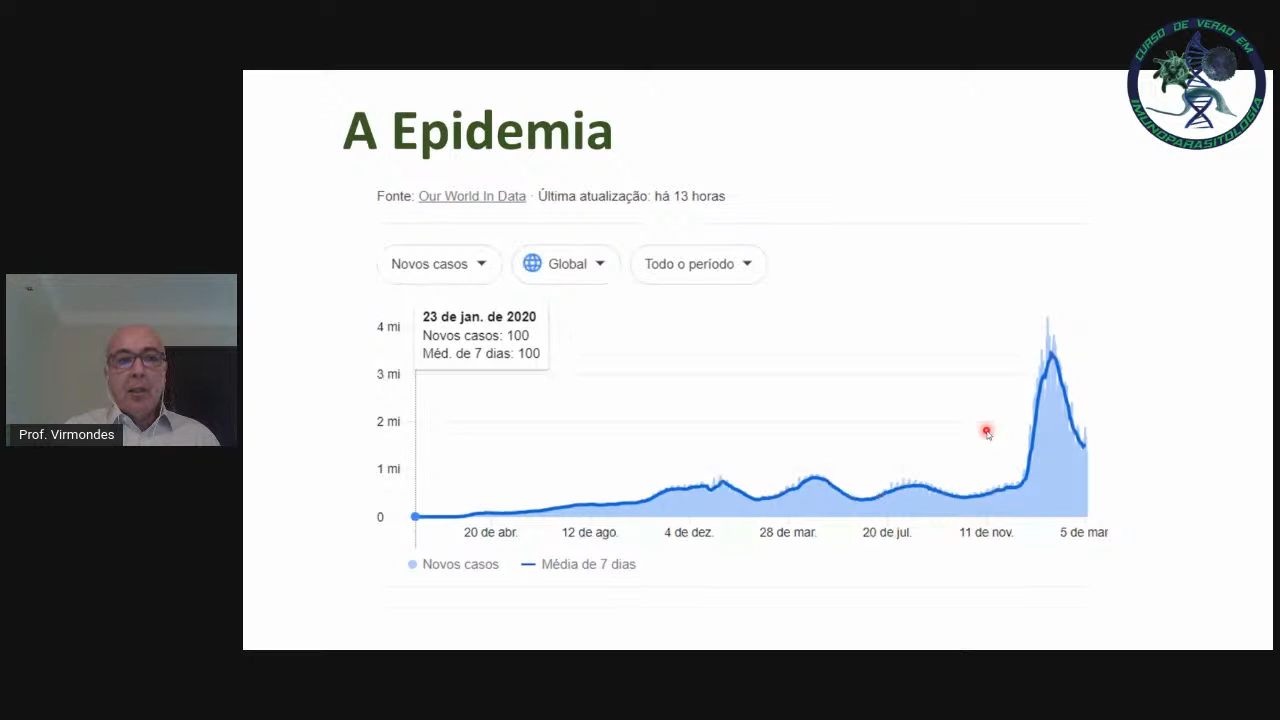 CURSO DE VERÃO EM
IMUNOPARASITOLOGIA
A Epidemia
Fonte: Our World In Data · Última atualização: há 13 horas
Novos casos
Global
Todo o período
23 de jan. de 2020
Novos casos: 100
Méd. de 7 dias: 100
4 mi
3 mi
2 mi
1 mi
0
20 de abr.
12 de ago.
4 de dez.
28 de mar.
20 de jul.
11 de nov.
5 de mar
Novos casos
Média de 7 dias
Prof. Virmondes